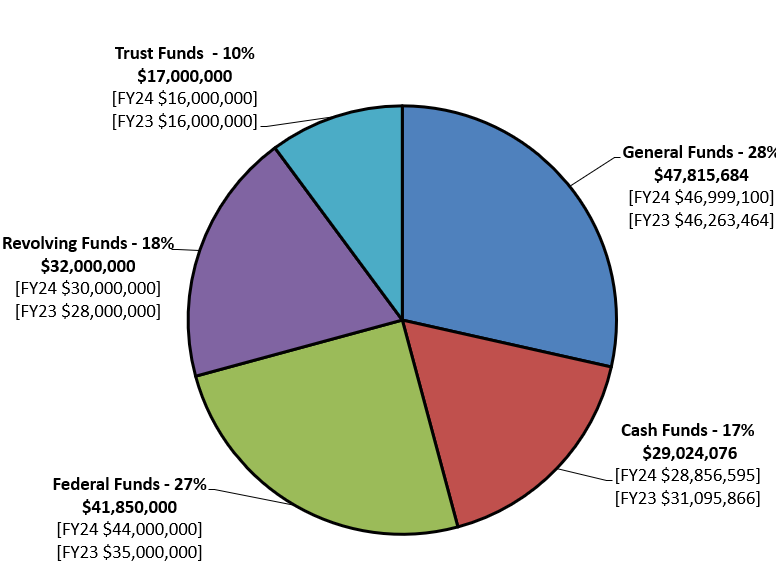 Trust Funds  - 10%
$17,000,000
[FY24 $16,000,000]
[FY23 $16,000,000]
General Funds - 28%
$47,815,684
[FY24 $46,999,100]
[FY23 $46,263,464]
Revolving Funds - 18%
$32,000,000
[FY24 $30,000,000]
[FY23 $28,000,000]
Cash Funds - 17%
$29,024,076
[FY24 $28,856,595]
[FY23 $31,095,866]
Federal Funds - 27%
$41,850,000
[FY24 $44,000,000]
[FY23 $35,000,000]